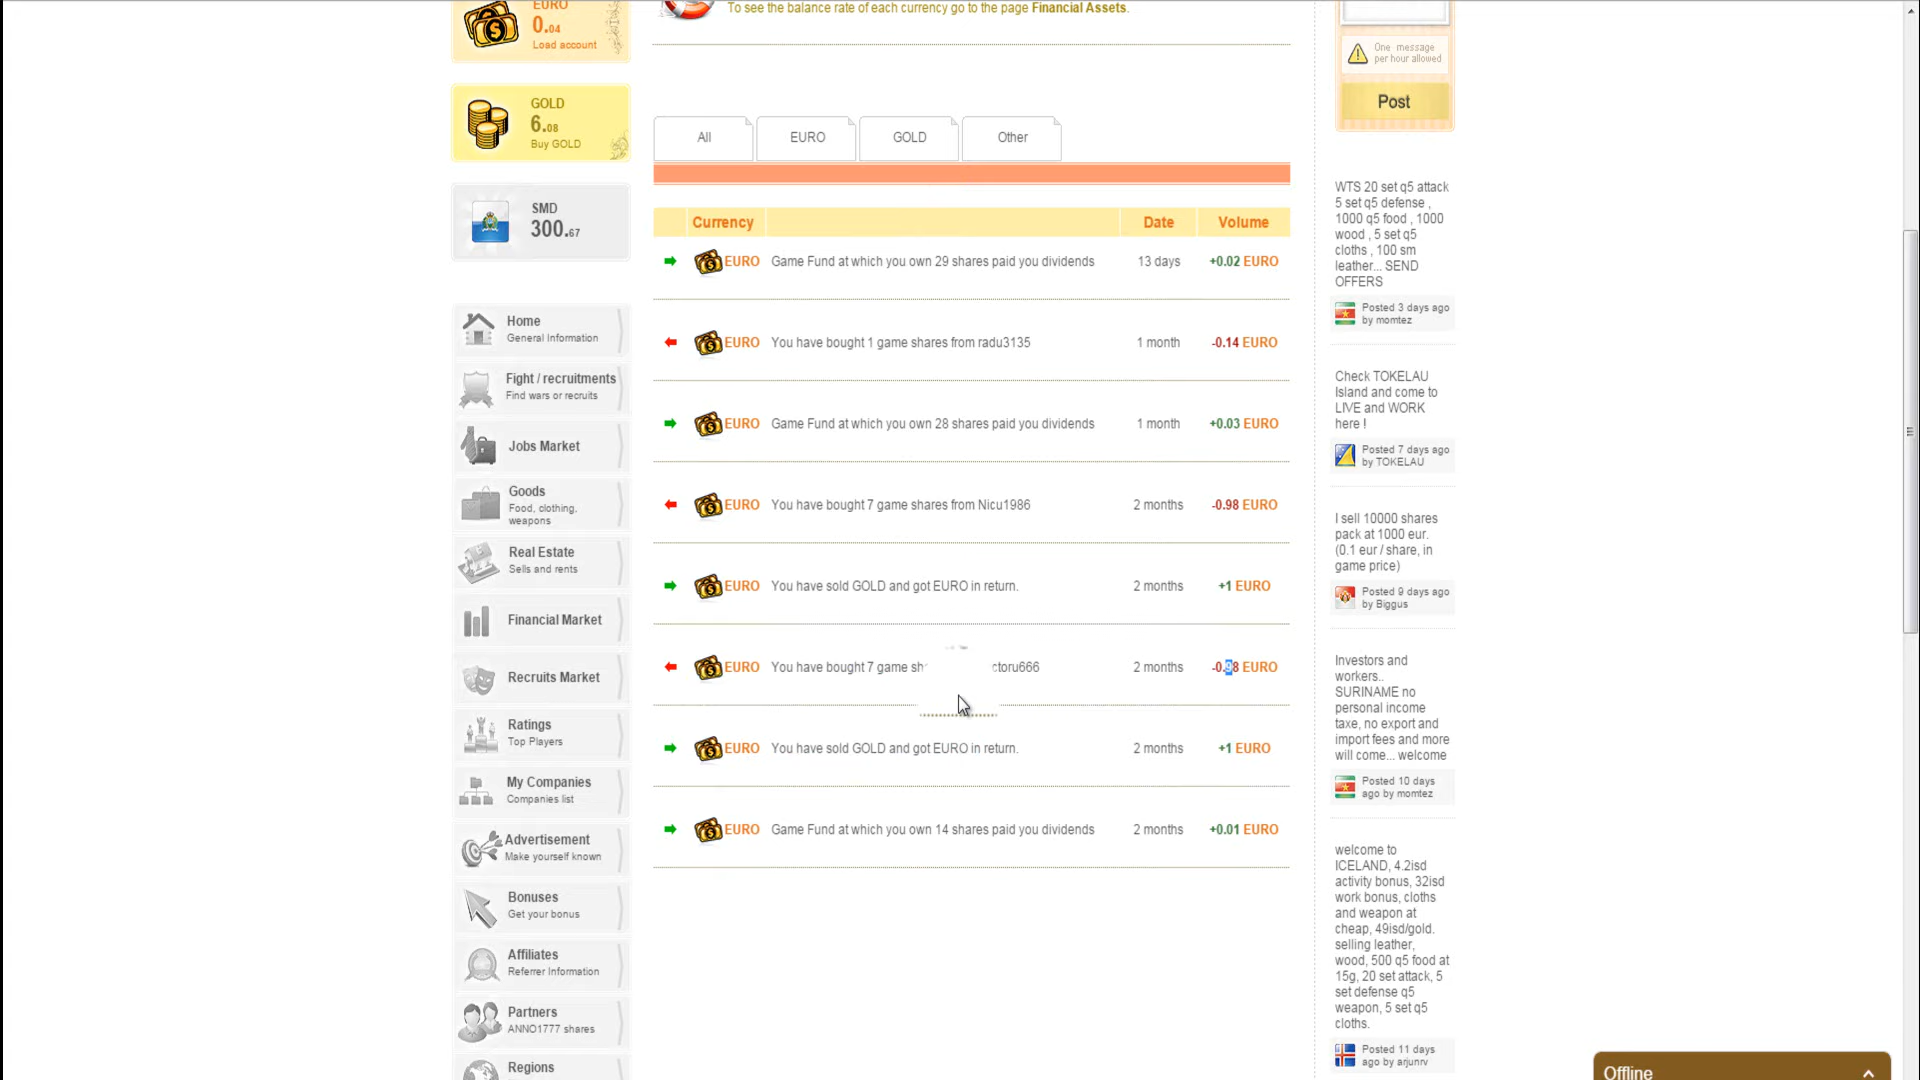 EURO
0.04
Load account
To see the balance rate of each currency go to the page Financial Assets.
One message
per hour allowed
Post
GOLD
6.08
Buy GOLD
All EURO GOLD Other
SMD
300.67
Currency Date Volume
EURO Game Fund at which you own 29 shares paid you dividends 13 days +0.02 EURO
EURO You have bought 1 game shares from radu3135 1 month -0.14 EURO
EURO Game Fund at which you own 28 shares paid you dividends 1 month +0.03 EURO
EURO You have bought 7 game shares from Nicu1986 2 months -0.98 EURO
EURO You have sold GOLD and got EURO in return. 2 months +1 EURO
EURO You have bought 7 game sh ctoru666 2 months -0.98 EURO
EURO You have sold GOLD and got EURO in return. 2 months +1 EURO
EURO Game Fund at which you own 14 shares paid you dividends 2 months +0.01 EURO
Home
General Information
Fight / recruitments
Find wars or recruits
Jobs Market
Goods
Food, clothing,
weapons
Real Estate
Sells and rents
Financial Market
Recruits Market
Ratings
Top Players
My Companies
Companies list
Advertisement
Make yourself known
Bonuses
Get your bonus
Affiliates
Referrer Information
Partners
ANNO1777 shares
Regions
WTS 20 set q5 attack
5 set q5 defense ,
1000 q5 food , 1000
wood , 5 set q5
cloths , 100 sm
leather... SEND
OFFERS
Posted 3 days ago
by momtez
Check TOKELAU
Island and come to
LIVE and WORK
here !
Posted 7 days ago
by TOKELAU
I sell 10000 shares
pack at 1000 eur.
(0.1 eur / share, in
game price)
Posted 9 days ago
by Biggus
Investors and
workers..
SURINAME no
personal income
taxe, no export and
import fees and more
will come... welcome
Posted 10 days
ago by momtez
welcome to
ICELAND, 4.2isd
activity bonus, 32isd
work bonus, cloths
and weapon at
cheap, 49isd/gold.
selling leather,
wood, 500 q5 food at
15g, 20 set attack, 5
set defense q5
weapon, 5 set q5
cloths.
Posted 11 days
ago by arjunrv
Offline